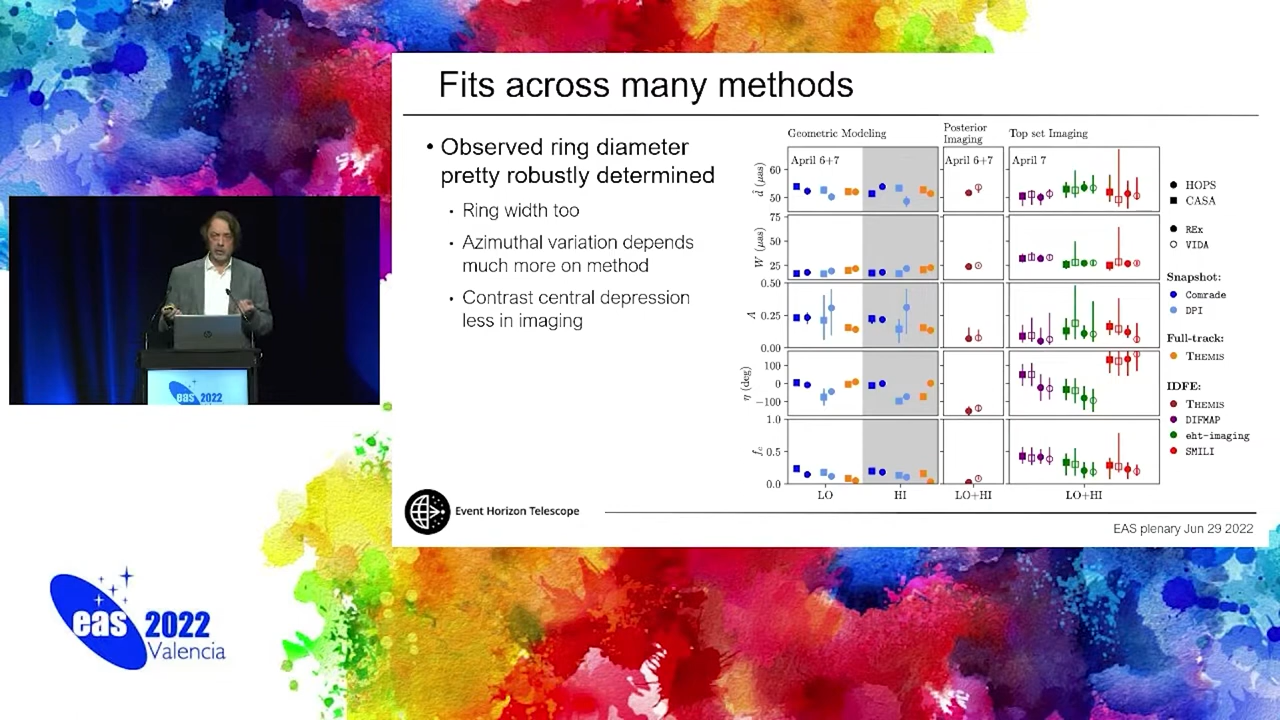 Fits across many methods
• Observed ring diameter
pretty robustly determined
• Ring width too
• Azimuthal variation depends
much more on method
• Contrast central depression
less in imaging
Geometric Modeling
Posterior
Imaging
Top set Imaging
April 6+7
April 6+7
April 7
d̂ (μas)
60
50
W (μas)
75
50
25
A
0.50
0.25
0.00
η (deg)
100
0
−100
f_c
1.0
0.5
0.0
LO
HI
LO+HI
LO+HI
HOPS
CASA
REx
VIDA
Snapshot:
Comrade
DPI
Full-track:
THEMIS
IDFE:
THEMIS
DIFMAP
eht-imaging
SMILI
Event Horizon Telescope
EAS plenary Jun 29 2022
eas 2022
eas 2022
Valencia